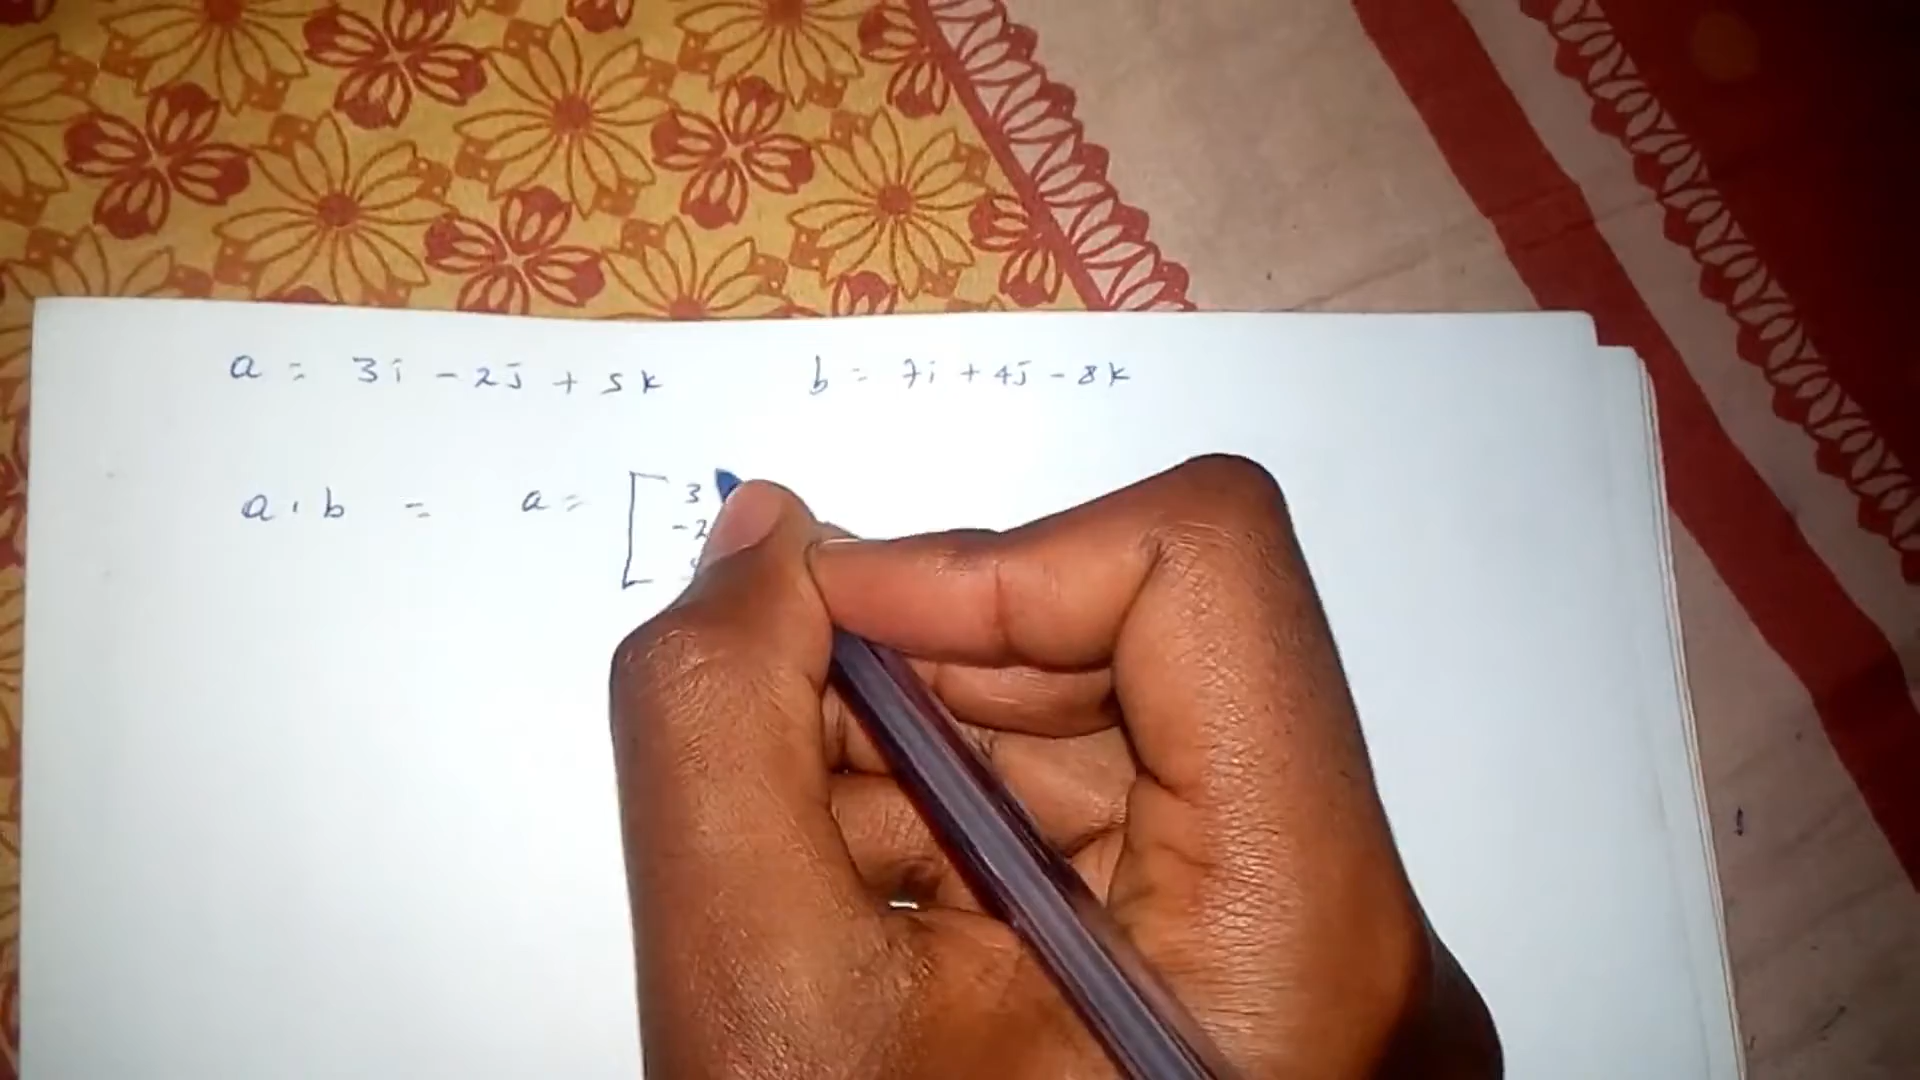 a = 3i - 2j + 5k b = 7i + 4j - 8k
a . b = a = [ 3
-2